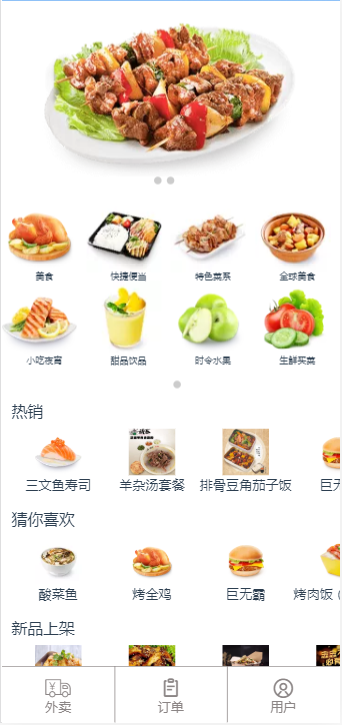 美食 快捷便当 特色菜系 全球美食
小吃夜宵 甜品饮品 时令水果 生鲜买菜
热销
三文鱼寿司 羊杂汤套餐 排骨豆角茄子饭 巨
猜你喜欢
酸菜鱼 烤全鸡 巨无霸 烤肉饭 (
新品上架
外卖 订单 用户